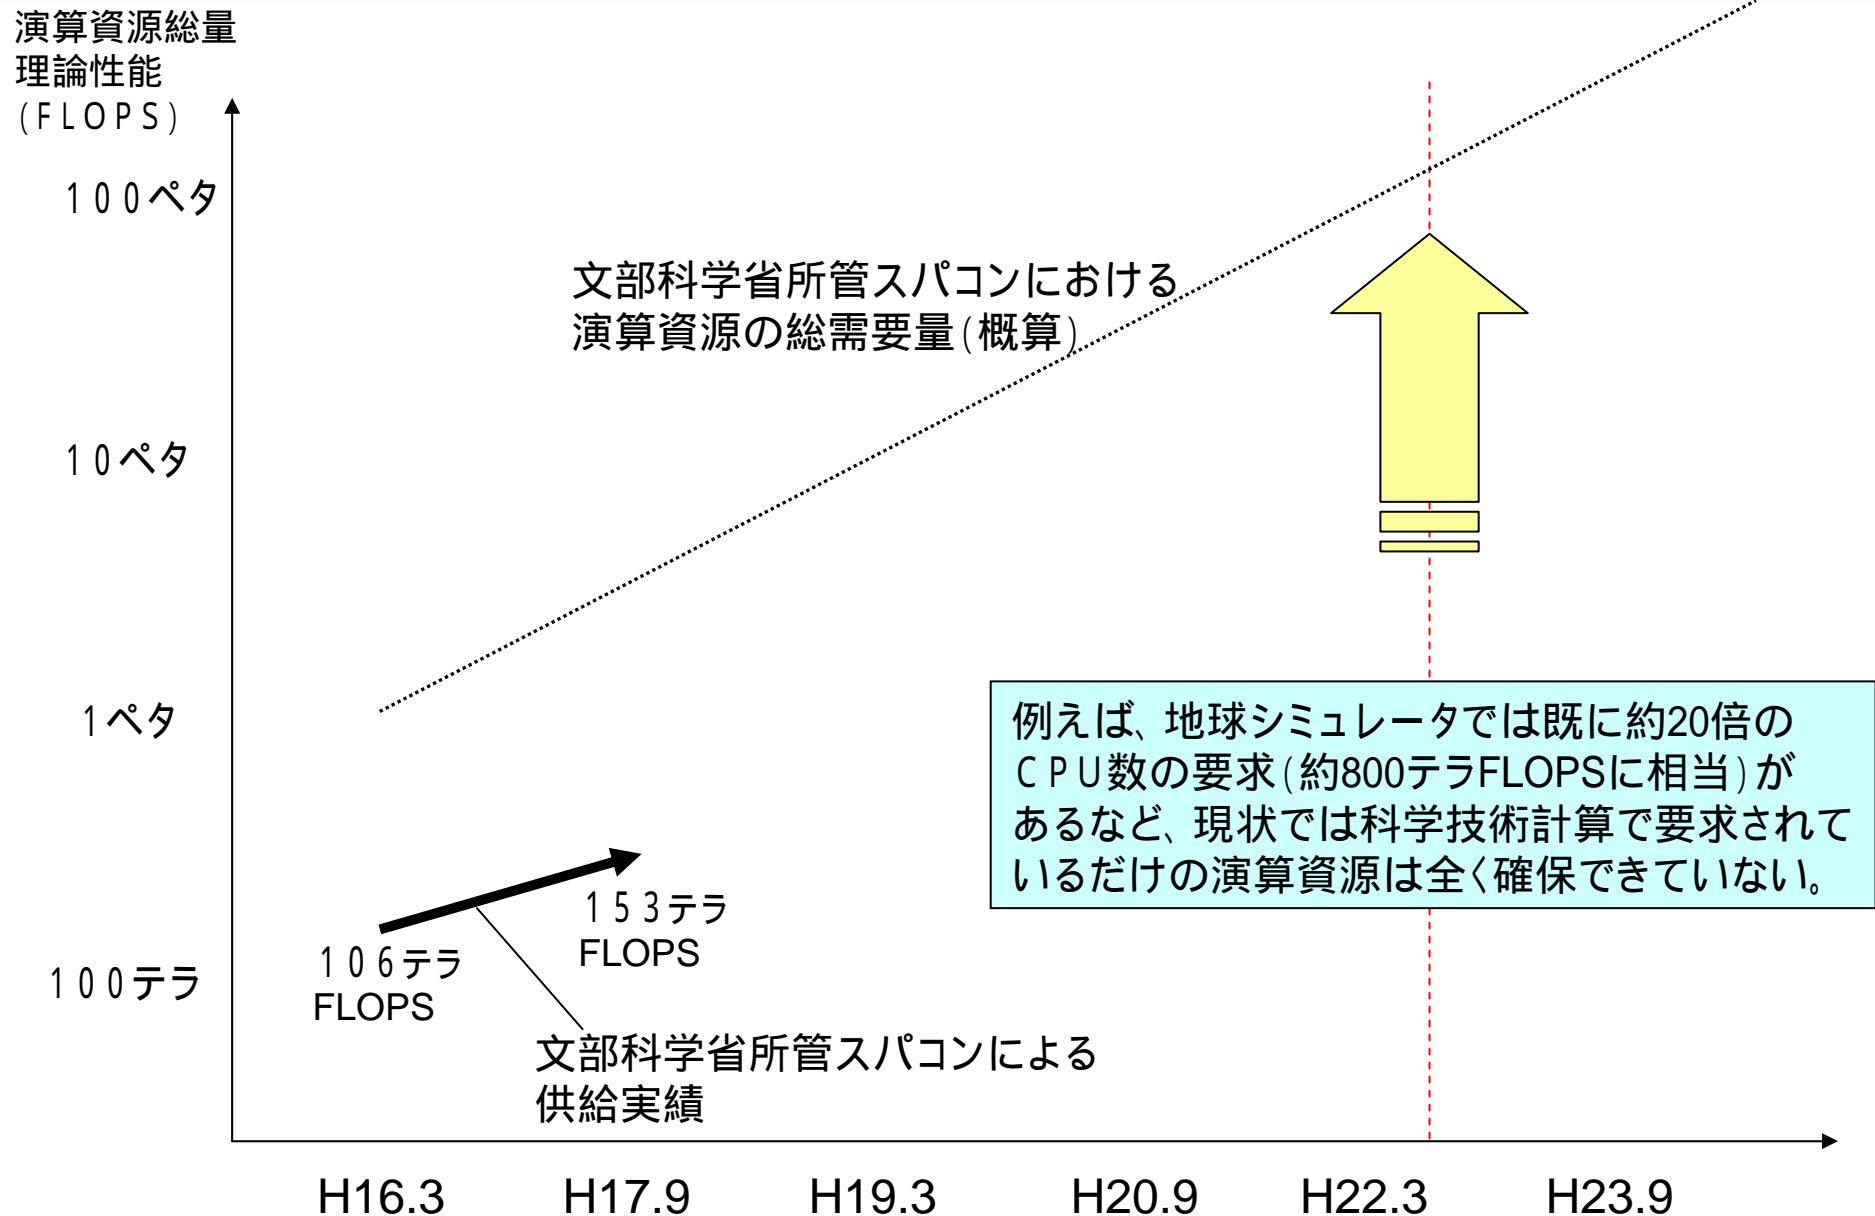 演算資源総量
理論性能
(FLOPS)
100ペタ
文部科学省所管スパコンにおける
演算資源の総需要量(概算)
10ペタ
1ペタ
例えば、地球シミュレータでは既に約20倍の
CPU数の要求(約800テラFLOPSに相当)が
あるなど、現状では科学技術計算で要求されて
いるだけの演算資源は全く確保できていない。
153テラ
FLOPS
106テラ
FLOPS
100テラ
文部科学省所管スパコンによる
供給実績
H16.3 H17.9 H19.3 H20.9 H22.3 H23.9